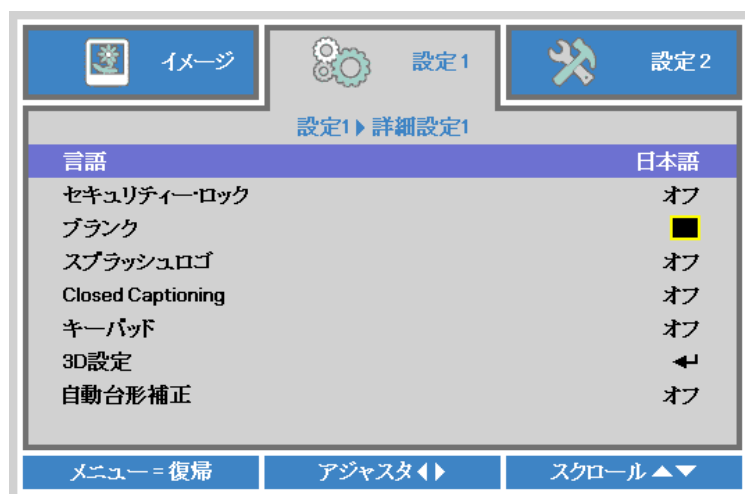 イメージ
設定1
設定2
設定1▶詳細設定1
言語 日本語
セキュリティー・ロック オフ
ブランク
スプラッシュロゴ オフ
Closed Captioning オフ
キーパッド オフ
3D設定
自動台形補正 オフ
メニュー=復帰
アジャスタ◀▶
スクロール▲▼